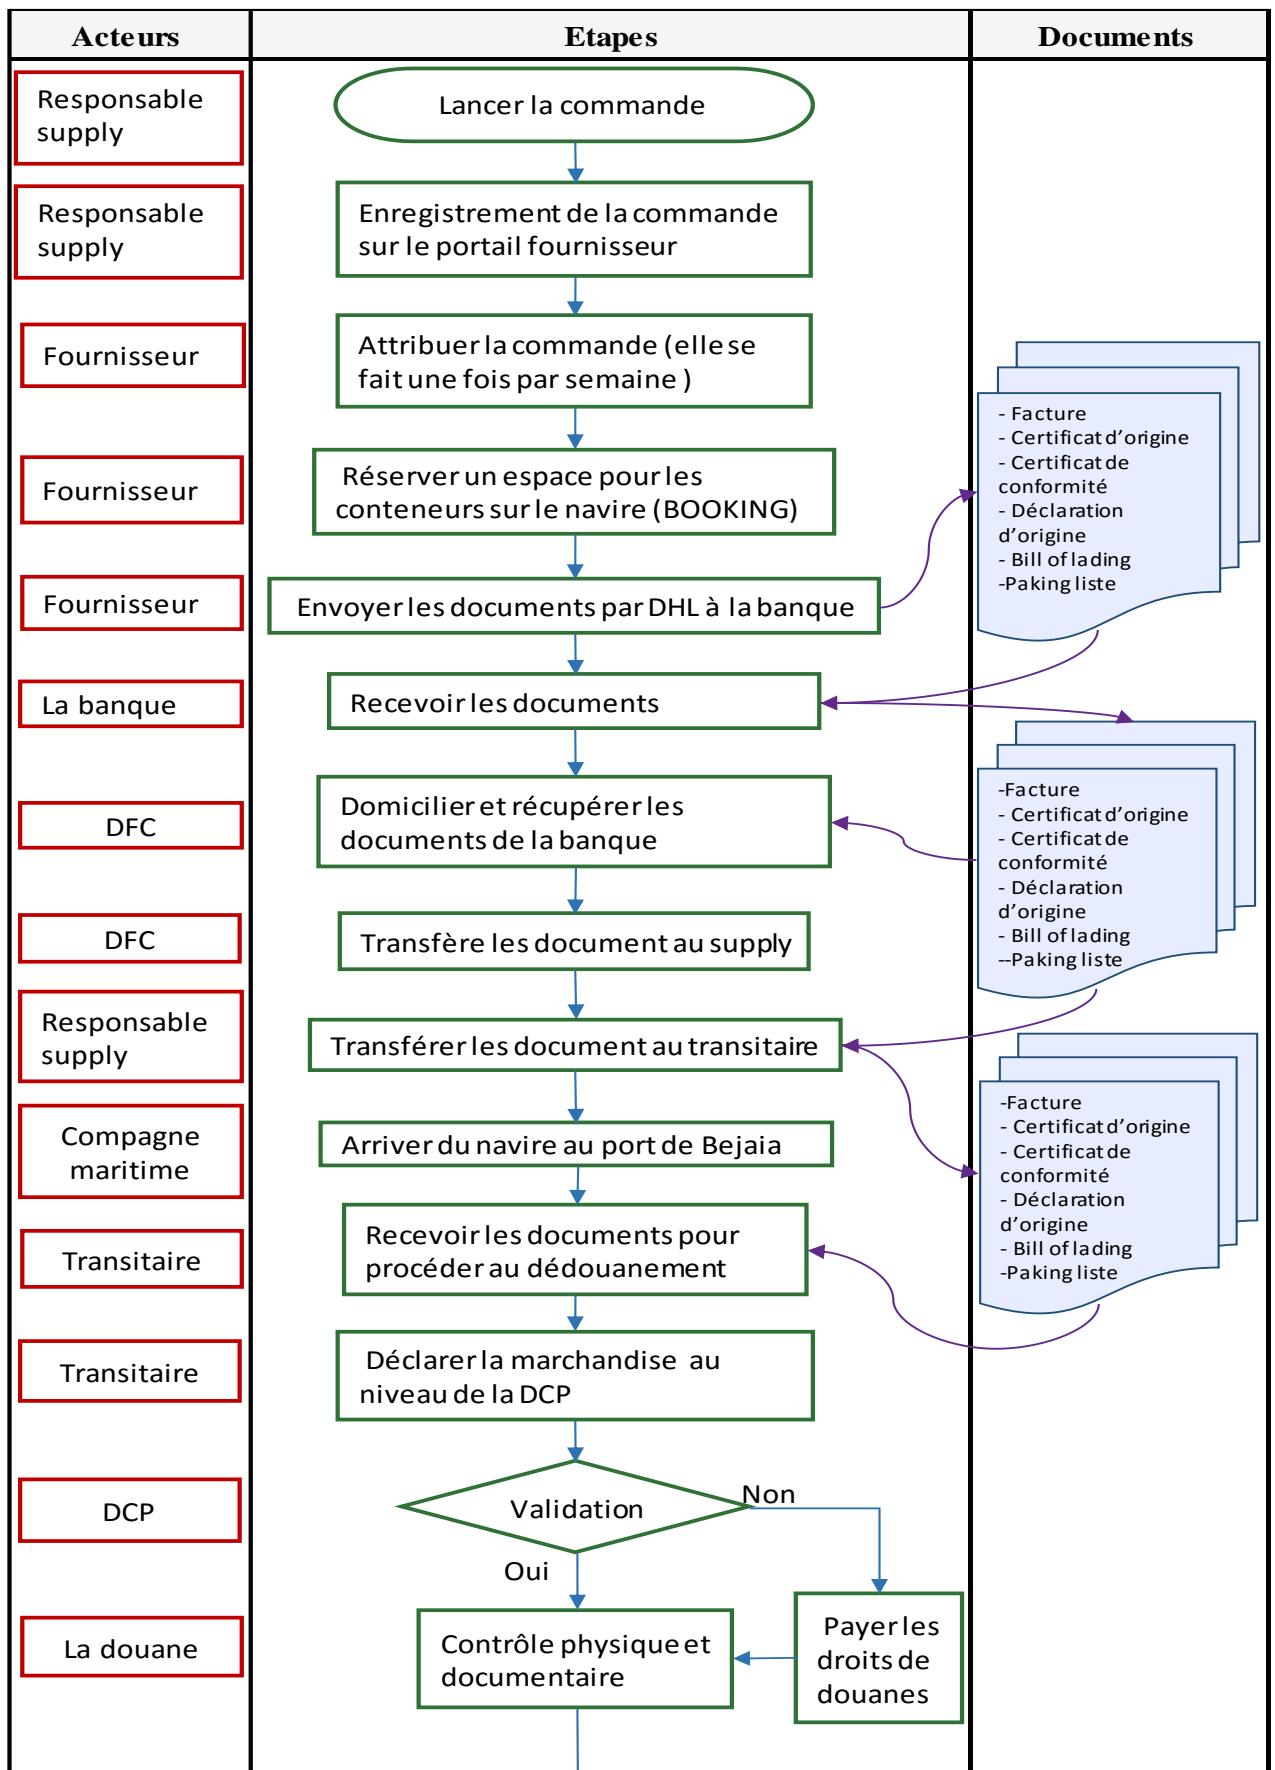 Acteurs
Etapes
Documents
Responsable
supply
Lancer la commande
Responsable
supply
Enregistrement de la commande
sur le portail fournisseur
Fournisseur
Attribuer la commande (elle se
fait une fois par semaine )
- Facture
- Certificat d'origine
- Certificat de
conformité
- Déclaration
d'origine
- Bill of lading
-Paking liste
Fournisseur
Réserver un espace pour les
conteneurs sur le navire (BOOKING)
Fournisseur
Envoyer les documents par DHL à la banque
La banque
Recevoir les documents
DFC
Domicilier et récupérer les
documents de la banque
-Facture
- Certificat d'origine
- Certificat de
conformité
- Déclaration
d'origine
- Bill of lading
--Paking liste
DFC
Transfère les document au supply
Responsable
supply
Transférer les document au transitaire
Compagne
maritime
Arriver du navire au port de Bejaia
-Facture
- Certificat d'origine
- Certificat de
conformité
- Déclaration
d'origine
- Bill of lading
-Paking liste
Transitaire
Recevoir les documents pour
procéder au dédouanement
Transitaire
Déclarer la marchandise au
niveau de la DCP
DCP
Validation
Non
Oui
La douane
Contrôle physique et
documentaire
Payer les
droits de
douanes